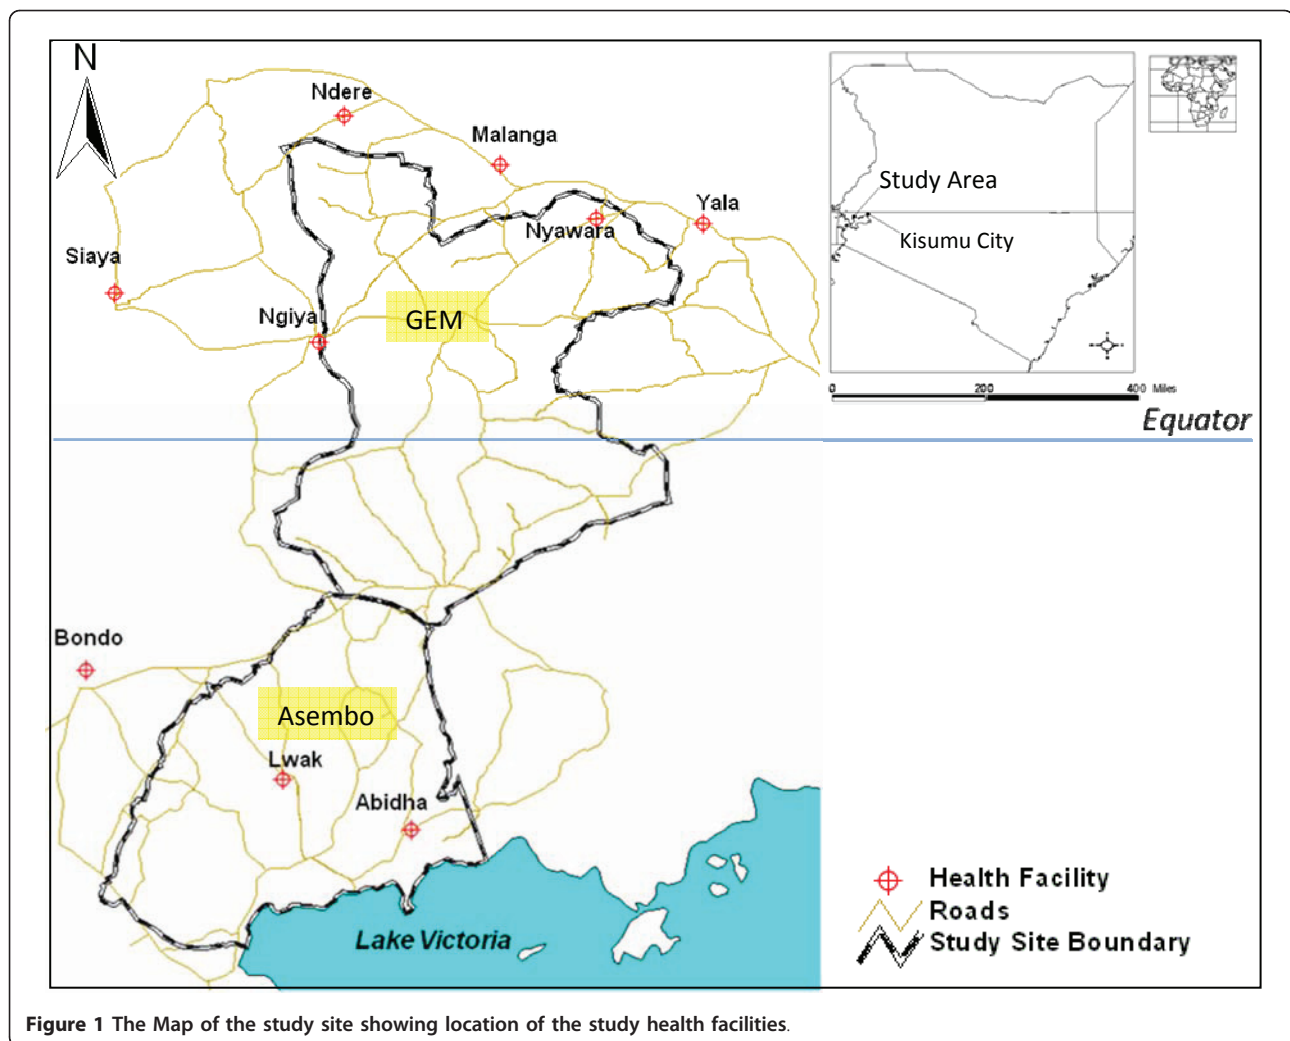 N
Ndere
Malanga
Yala
Nyawara
Siaya
Ngiya
GEM
Study Area
Kisumu City
0 200 400 Miles
Equator
Bondo
Asembo
Lwak
Abidha
Lake Victoria
Health Facility
Roads
Study Site Boundary
Figure 1 The Map of the study site showing location of the study health facilities.